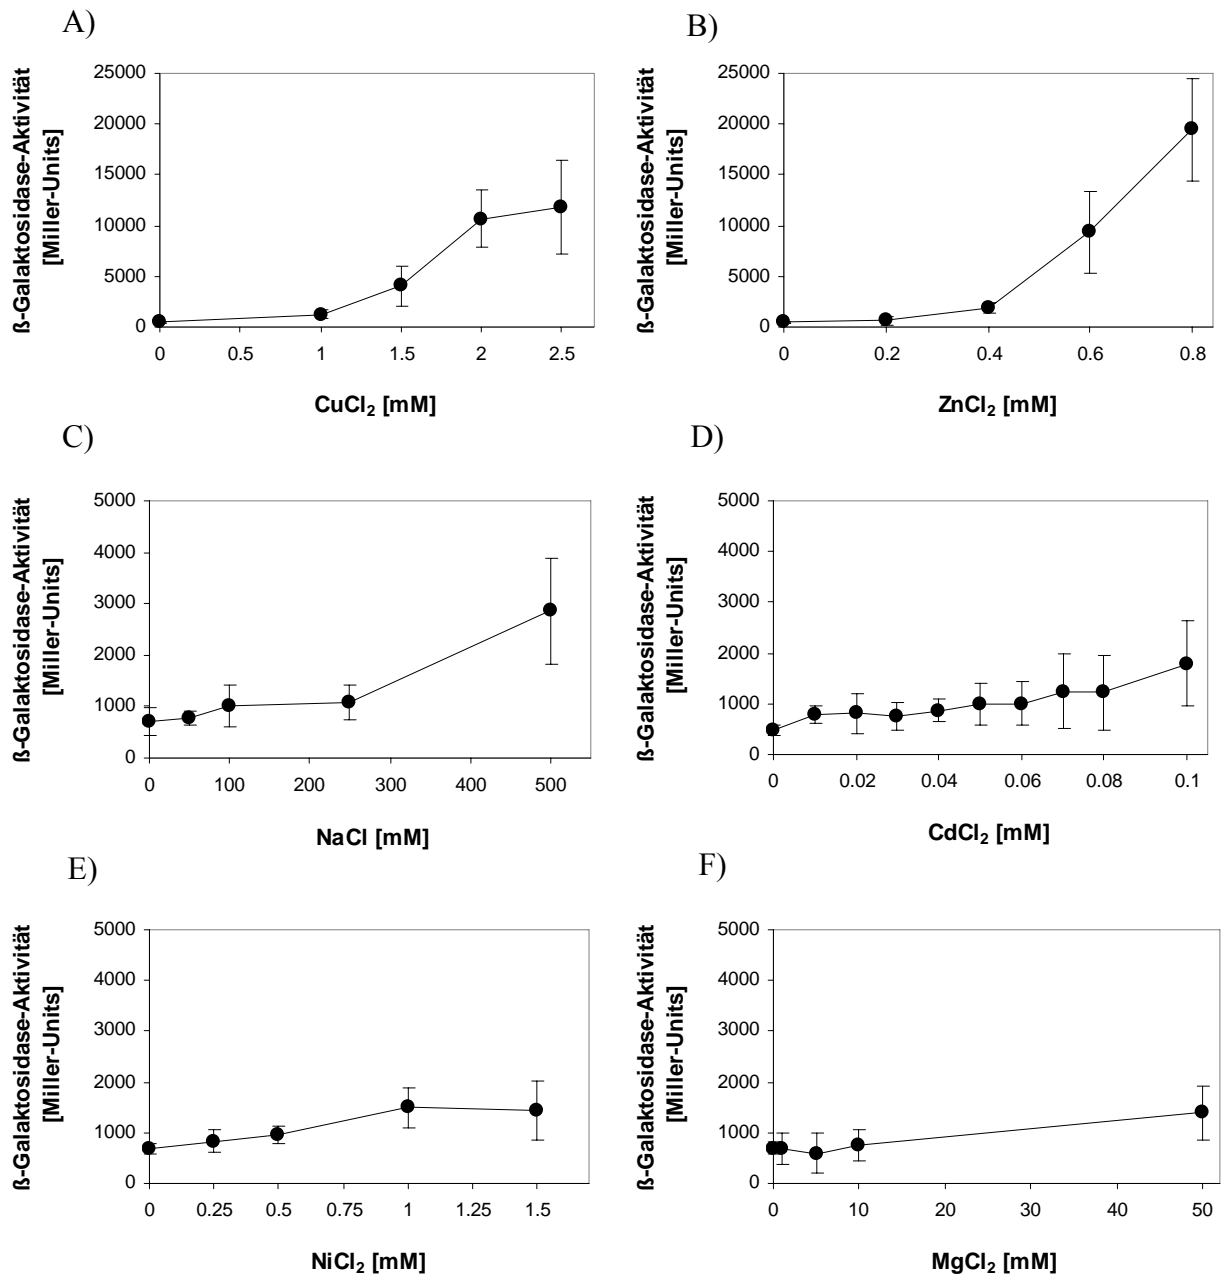 A)
ß-Galaktosidase-Aktivität
[Miller-Units]
25000
20000
15000
10000
5000
0
0 0.5 1 1.5 2 2.5
CuCl₂ [mM]
B)
ß-Galaktosidase-Aktivität
[Miller-Units]
25000
20000
15000
10000
5000
0
0 0.2 0.4 0.6 0.8
ZnCl₂ [mM]
C)
ß-Galaktosidase-Aktivität
[Miller-Units]
5000
4000
3000
2000
1000
0
0 100 200 300 400 500
NaCl [mM]
D)
ß-Galaktosidase-Aktivität
[Miller-Units]
5000
4000
3000
2000
1000
0
0 0.02 0.04 0.06 0.08 0.1
CdCl₂ [mM]
E)
ß-Galaktosidase-Aktivität
[Miller-Units]
5000
4000
3000
2000
1000
0
0 0.25 0.5 0.75 1 1.25 1.5
NiCl₂ [mM]
F)
ß-Galaktosidase-Aktivität
[Miller-Units]
5000
4000
3000
2000
1000
0
0 10 20 30 40 50
MgCl₂ [mM]